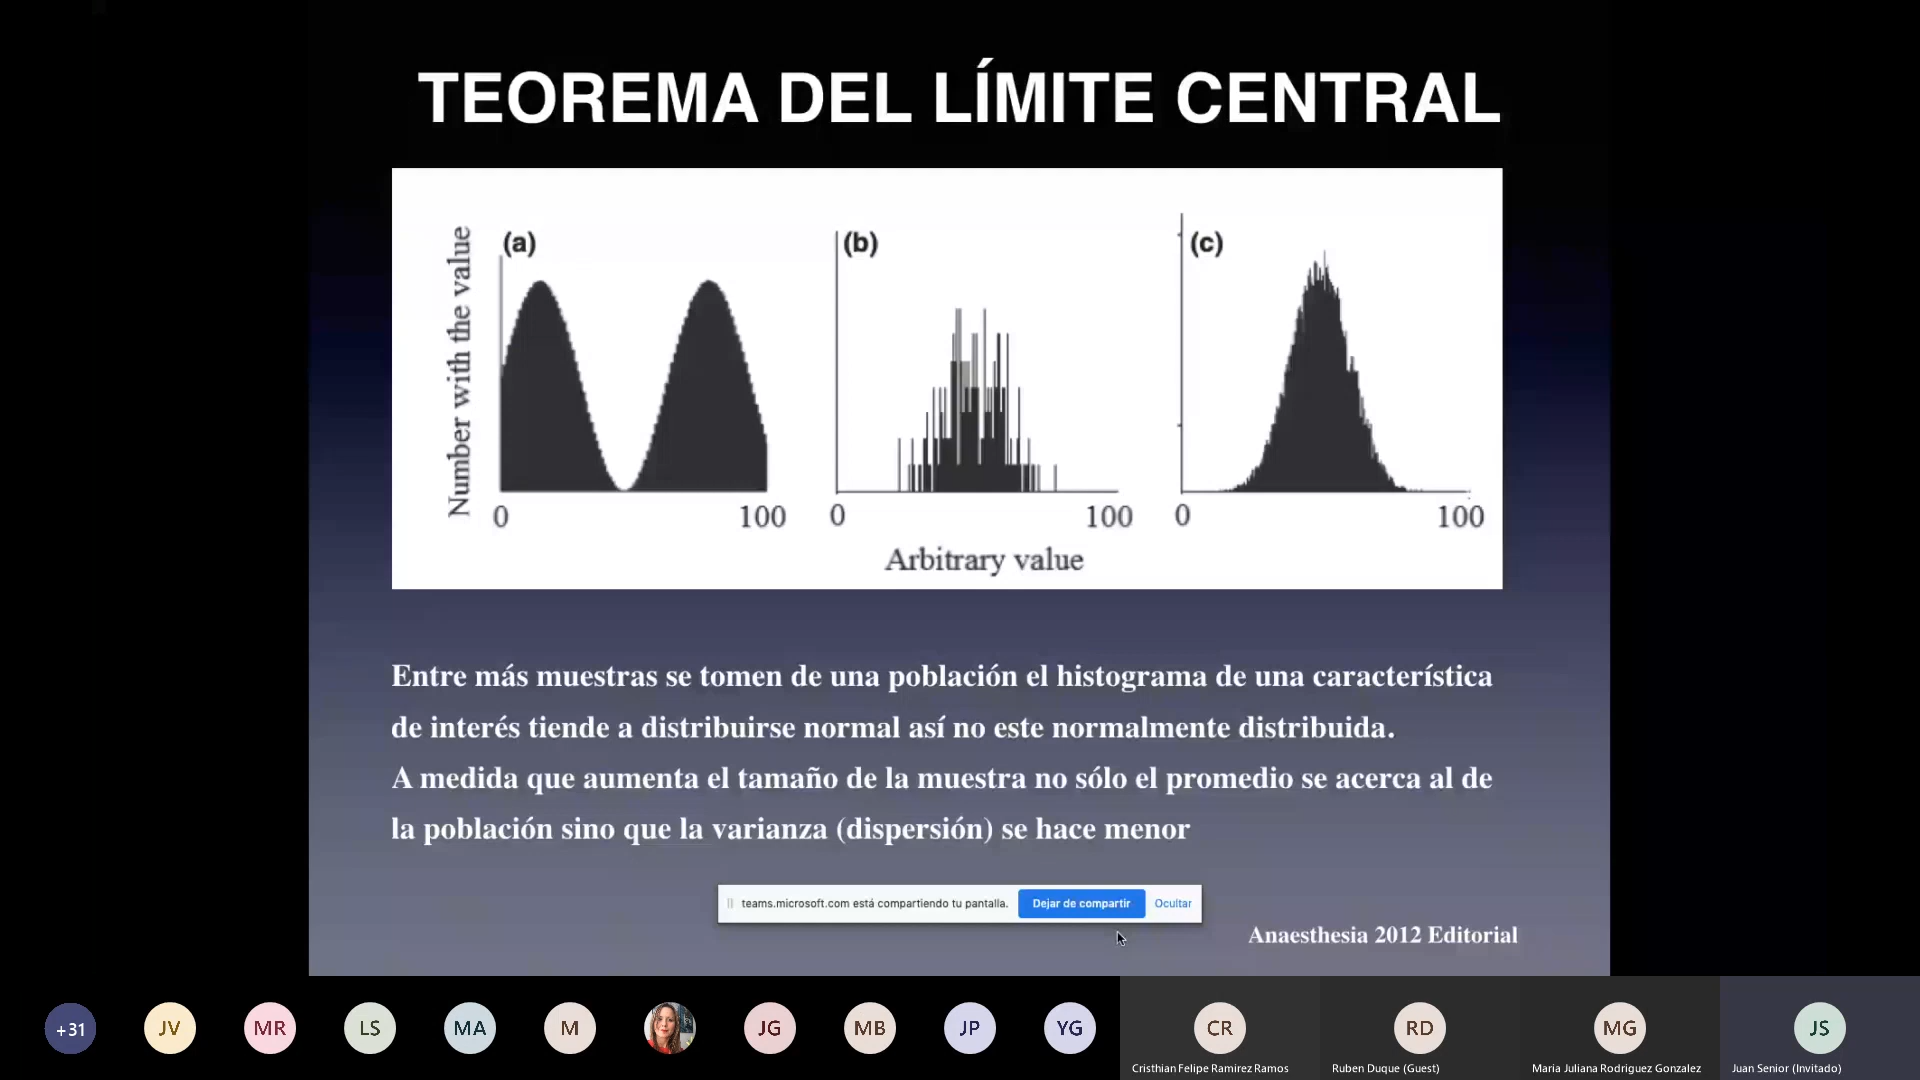 TEOREMA DEL LÍMITE CENTRAL
Number with the value
(a)
(b)
(c)
0
100
0
100
0
100
Arbitrary value
Entre más muestras se tomen de una población el histograma de una característica
de interés tiende a distribuirse normal así no este normalmente distribuida.
A medida que aumenta el tamaño de la muestra no sólo el promedio se acerca al de
la población sino que la varianza (dispersión) se hace menor
teams.microsoft.com está compartiendo tu pantalla.
Dejar de compartir
Ocultar
Anaesthesia 2012 Editorial
+31
JV
MR
LS
MA
M
JG
MB
JP
YG
CR
RD
MG
JS
Cristhian Felipe Ramirez Ramos
Ruben Duque (Guest)
Maria Juliana Rodriguez Gonzalez
Juan Senior (Invitado)